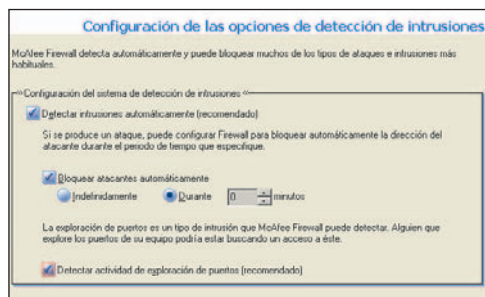 Configuración de las opciones de detección de intrusiones
McAfee Firewall detecta automáticamente y puede bloquear muchos de los tipos de ataques e intrusiones más
habituales.
Configuración del sistema de detección de intrusiones
Detectar intrusiones automáticamente (recomendado)
Si se produce un ataque, puede configurar Firewall para bloquear automáticamente la dirección del
atacante durante el periodo de tiempo que especifique.
Bloquear atacantes automáticamente
Indefinidamente Durante 0 minutos
La exploración de puertos es un tipo de intrusión que McAfee Firewall puede detectar. Alguien que
explore los puertos de su equipo podría estar buscando un acceso a éste.
Detectar actividad de exploración de puertos (recomendado)